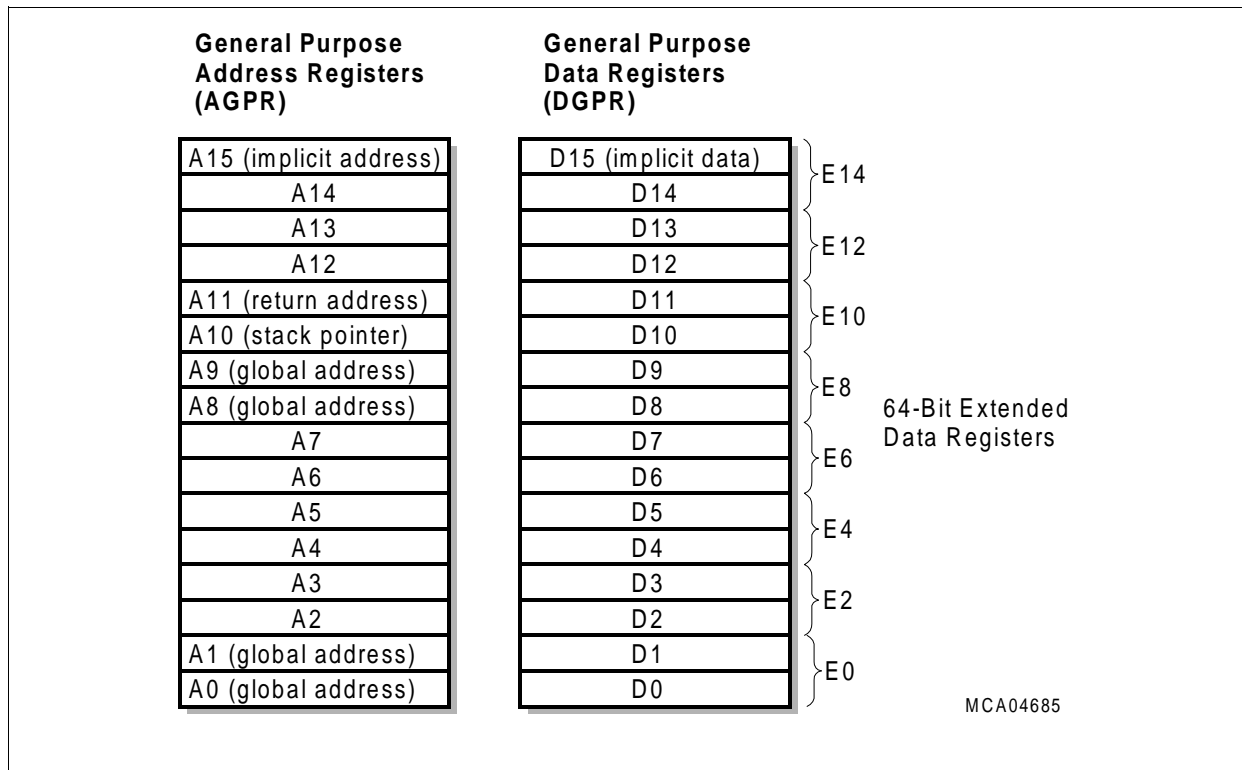 General Purpose
Address Registers
(AGPR)
General Purpose
Data Registers
(DGPR)
A15 (implicit address)
A14
A13
A12
A11 (return address)
A10 (stack pointer)
A9 (global address)
A8 (global address)
A7
A6
A5
A4
A3
A2
A1 (global address)
A0 (global address)
D15 (implicit data)
D14
D13
D12
D11
D10
D9
D8
D7
D6
D5
D4
D3
D2
D1
D0
E14
E12
E10
E8
E6
E4
E2
E0
64-Bit Extended
Data Registers
MCA04685